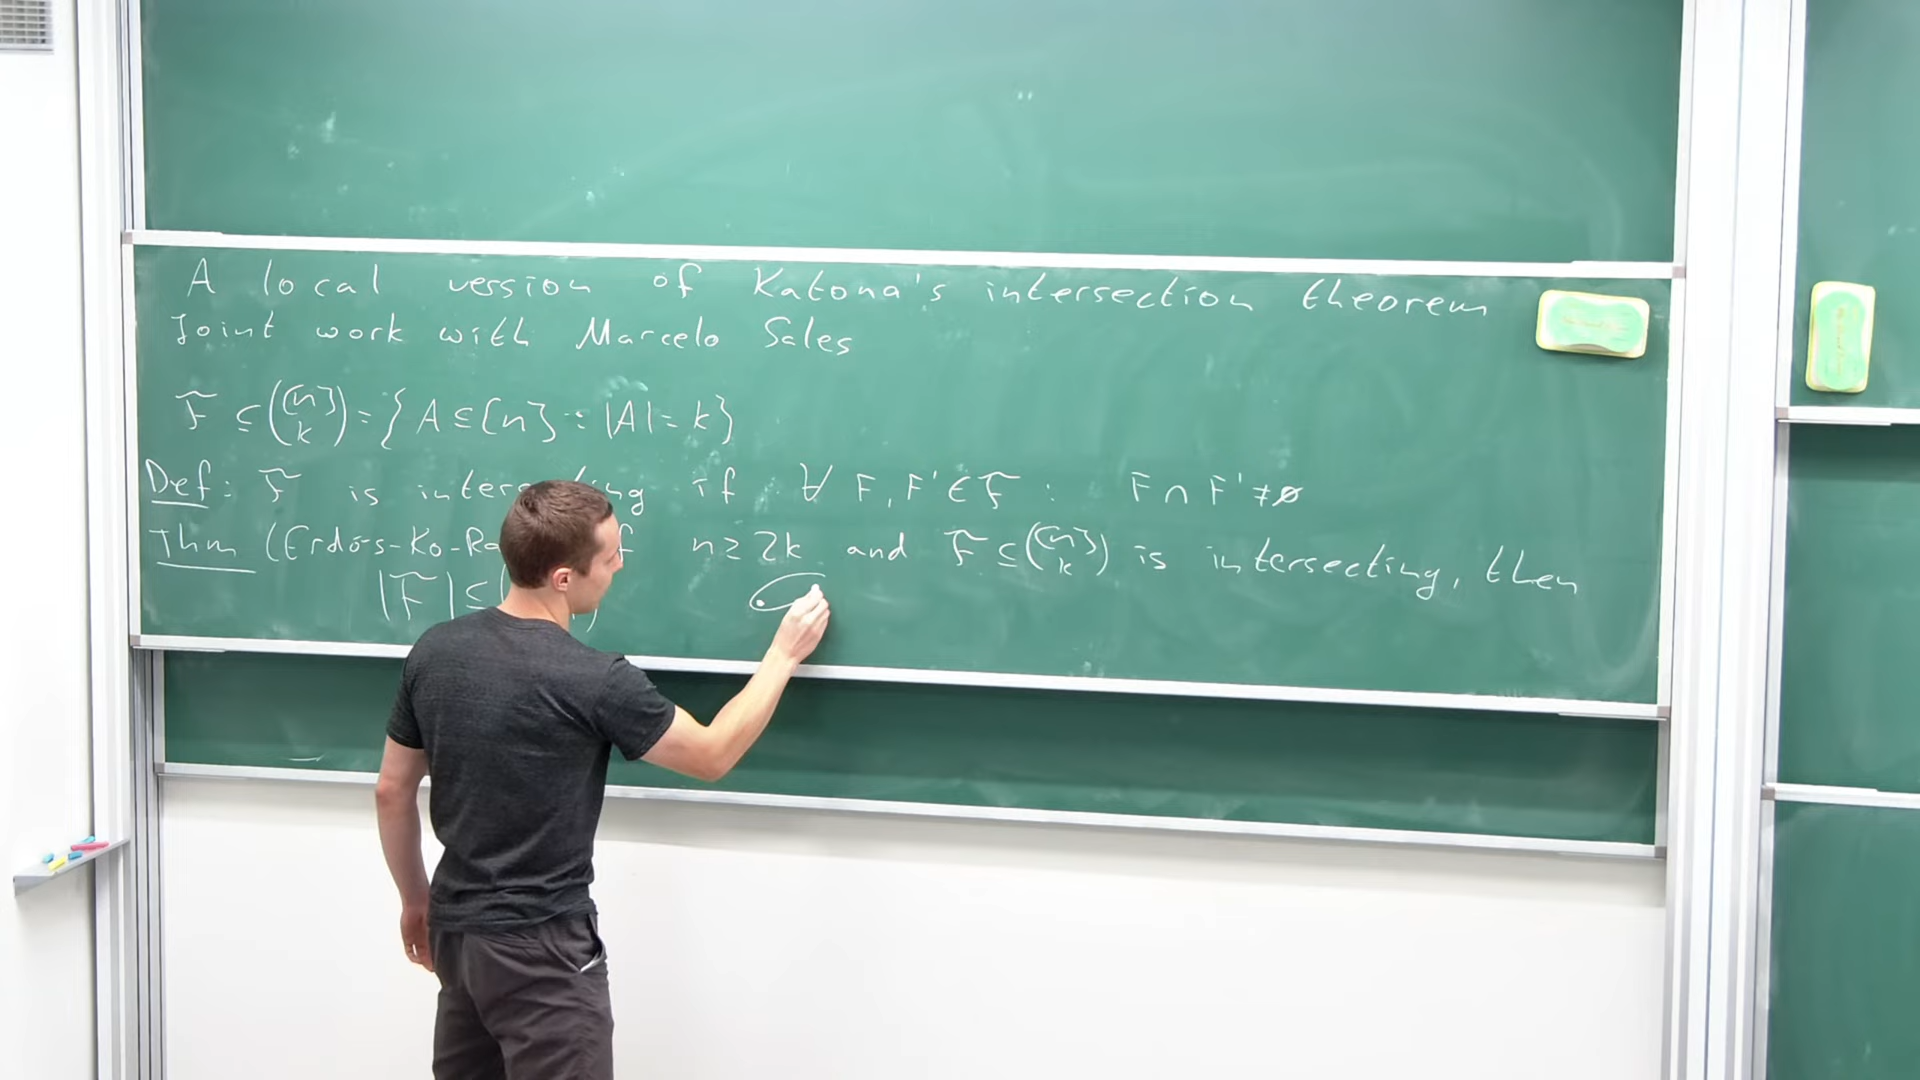 A local version of Katona's intersection theorem
Joint work with Marcelo Sales
F ⊆ ([n] k) = { A ⊆ [n] : |A| = k }
Def: F is intersecting if ∀ F, F' ∈ F : F ∩ F' ≠ ∅
Thm (Erdős-Ko- n ≥ 2k and F ⊆ ([n] k) is intersecting, then
|F| ≤ (